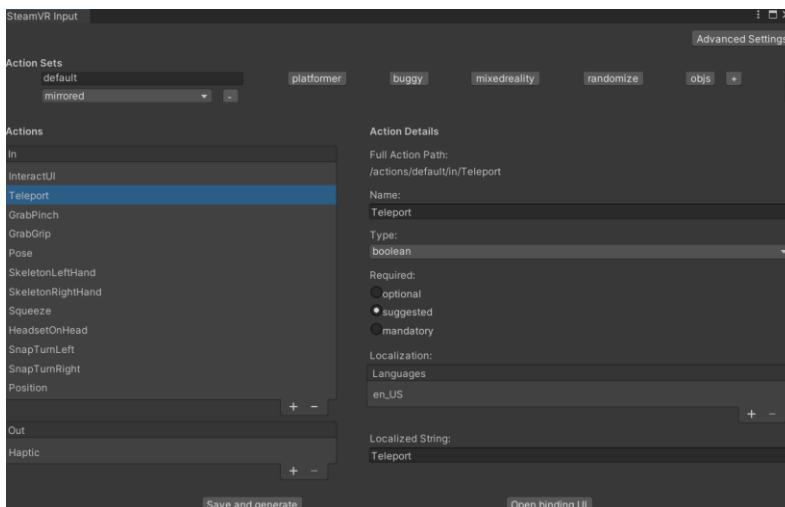 SteamVR Input
Advanced Settings
Action Sets
default platformer buggy mixedreality randomize objs +
mirrored -
Actions
In
InteractUI
Teleport
GrabPinch
GrabGrip
Pose
SkeletonLeftHand
SkeletonRightHand
Squeeze
HeadsetOnHead
SnapTurnLeft
SnapTurnRight
Position
+ -
Out
Haptic
+ -
Action Details
Full Action Path:
/actions/default/in/Teleport
Name:
Teleport
Type:
boolean
Required:
optional
suggested
mandatory
Localization:
Languages
en_US
+ -
Localized String:
Teleport
Save and generate Open binding UI